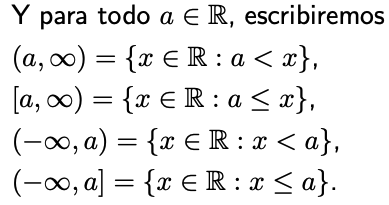 Y para todo a ∈ ℝ, escribiremos
(a, ∞) = {x ∈ ℝ : a < x},
[a, ∞) = {x ∈ ℝ : a ≤ x},
(−∞, a) = {x ∈ ℝ : x < a},
(−∞, a] = {x ∈ ℝ : x ≤ a}.